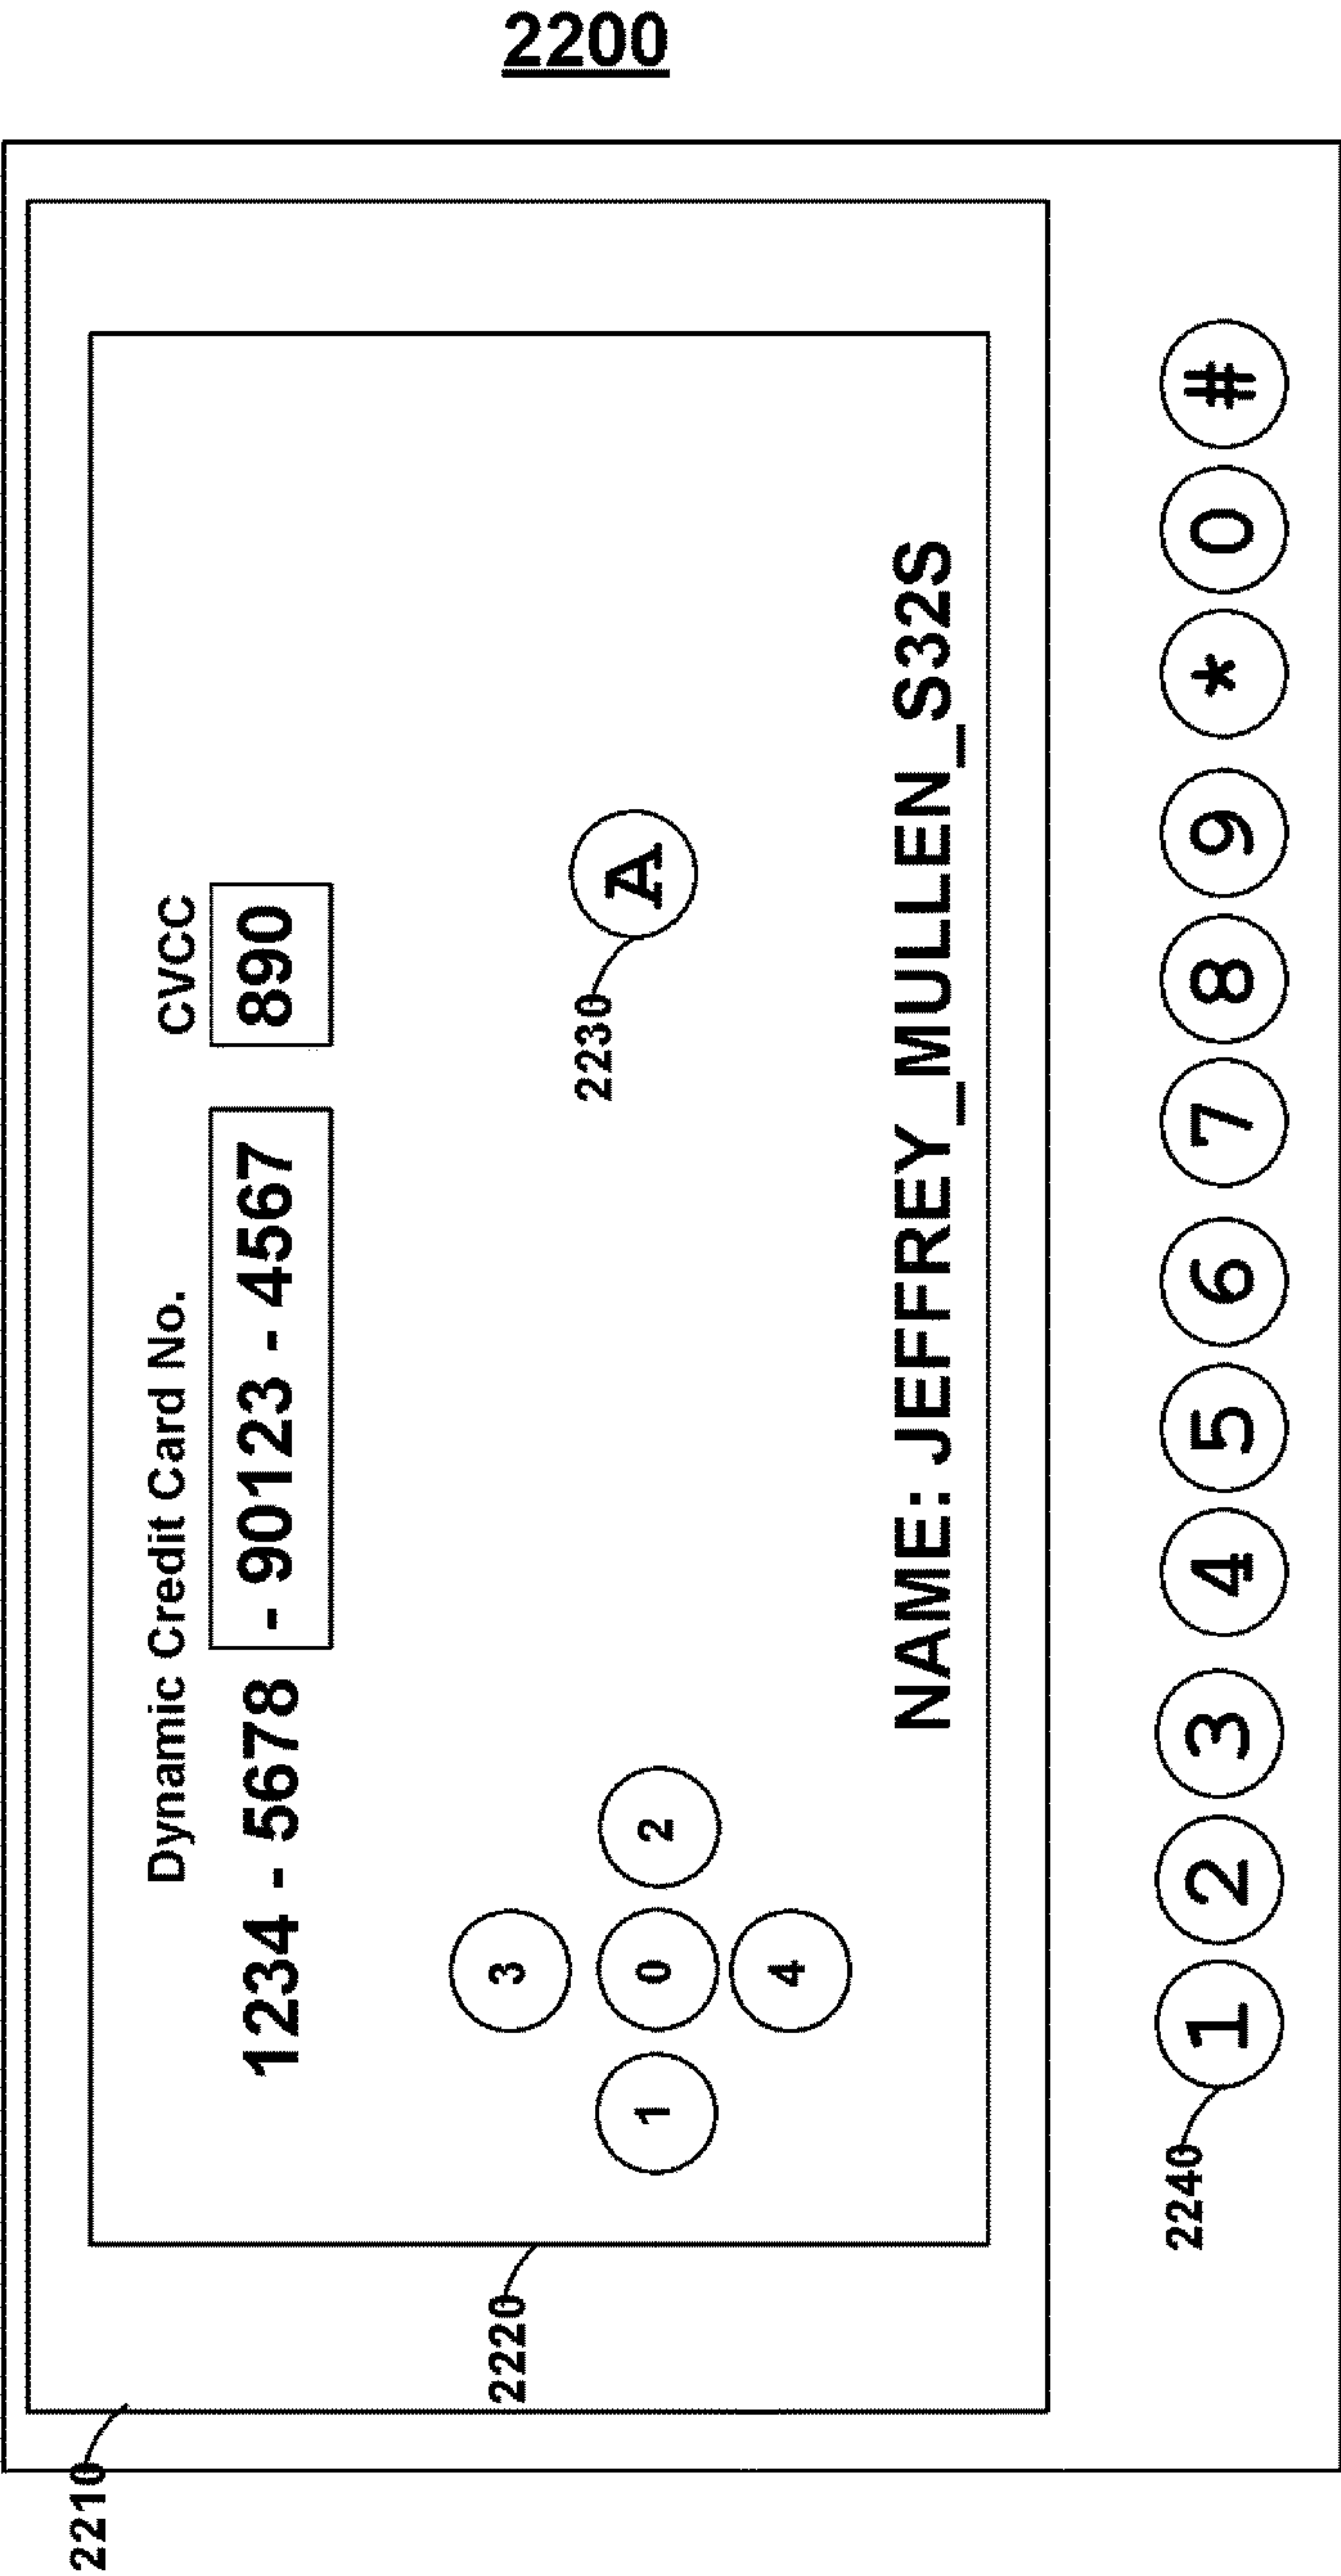 2200
2210
Dynamic Credit Card No.
CVCC
1234 - 5678 - 90123 - 4567
890
2220
3
1
0
2
4
2230
A
NAME: JEFFREY_MULLEN_S32S
2240
1 2 3 4 5 6 7 8 9 * 0 #